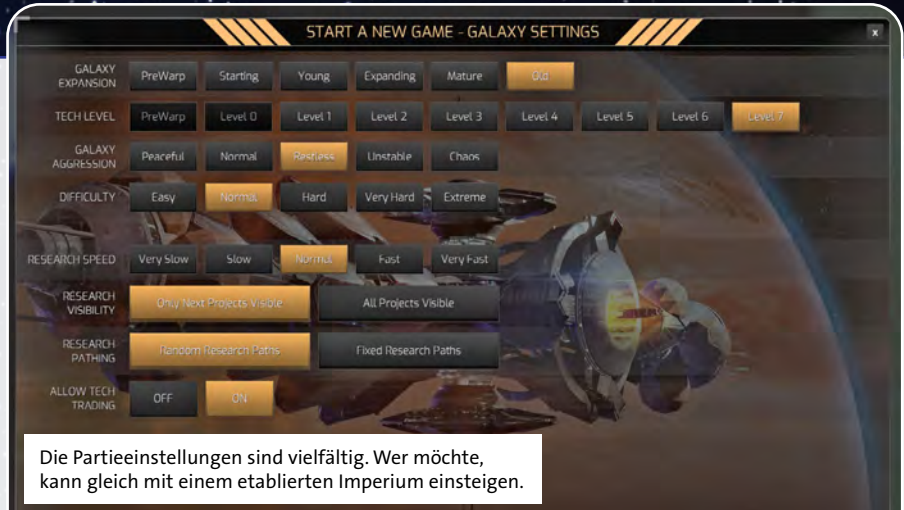 START A NEW GAME - GALAXY SETTINGS
x
GALAXY EXPANSION PreWarp Starting Young Expanding Mature Old
TECH LEVEL PreWarp Level 0 Level 1 Level 2 Level 3 Level 4 Level 5 Level 6 Level 7
GALAXY AGGRESSION Peaceful Normal Restless Unstable Chaos
DIFFICULTY Easy Normal Hard Very Hard Extreme
RESEARCH SPEED Very Slow Slow Normal Fast Very Fast
RESEARCH VISIBILITY Only Next Projects Visible All Projects Visible
RESEARCH PATHING Random Research Paths Fixed Research Paths
ALLOW TECH TRADING OFF ON
Die Partieeinstellungen sind vielfältig. Wer möchte,
kann gleich mit einem etablierten Imperium einsteigen.